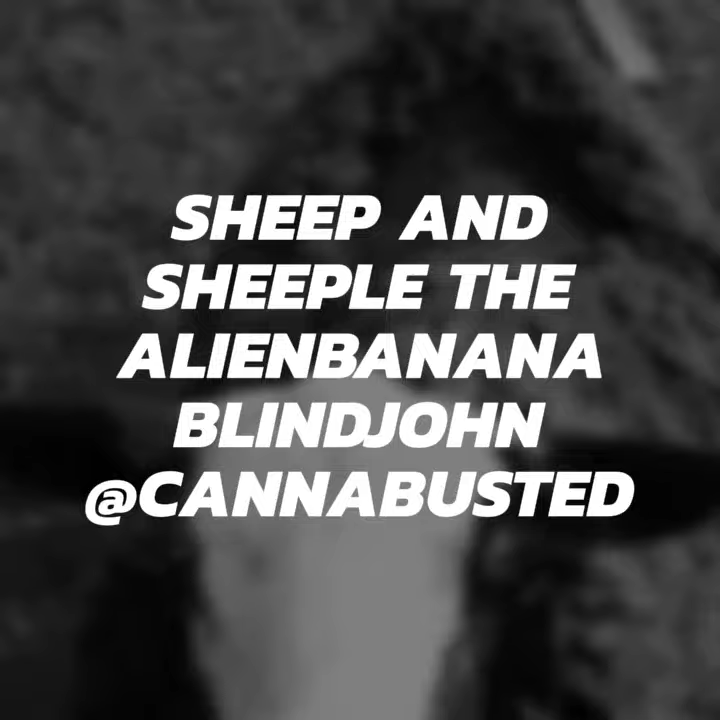 SHEEP AND
SHEEPLE THE
ALIENBANANA
BLINDJOHN
@CANNABUSTED